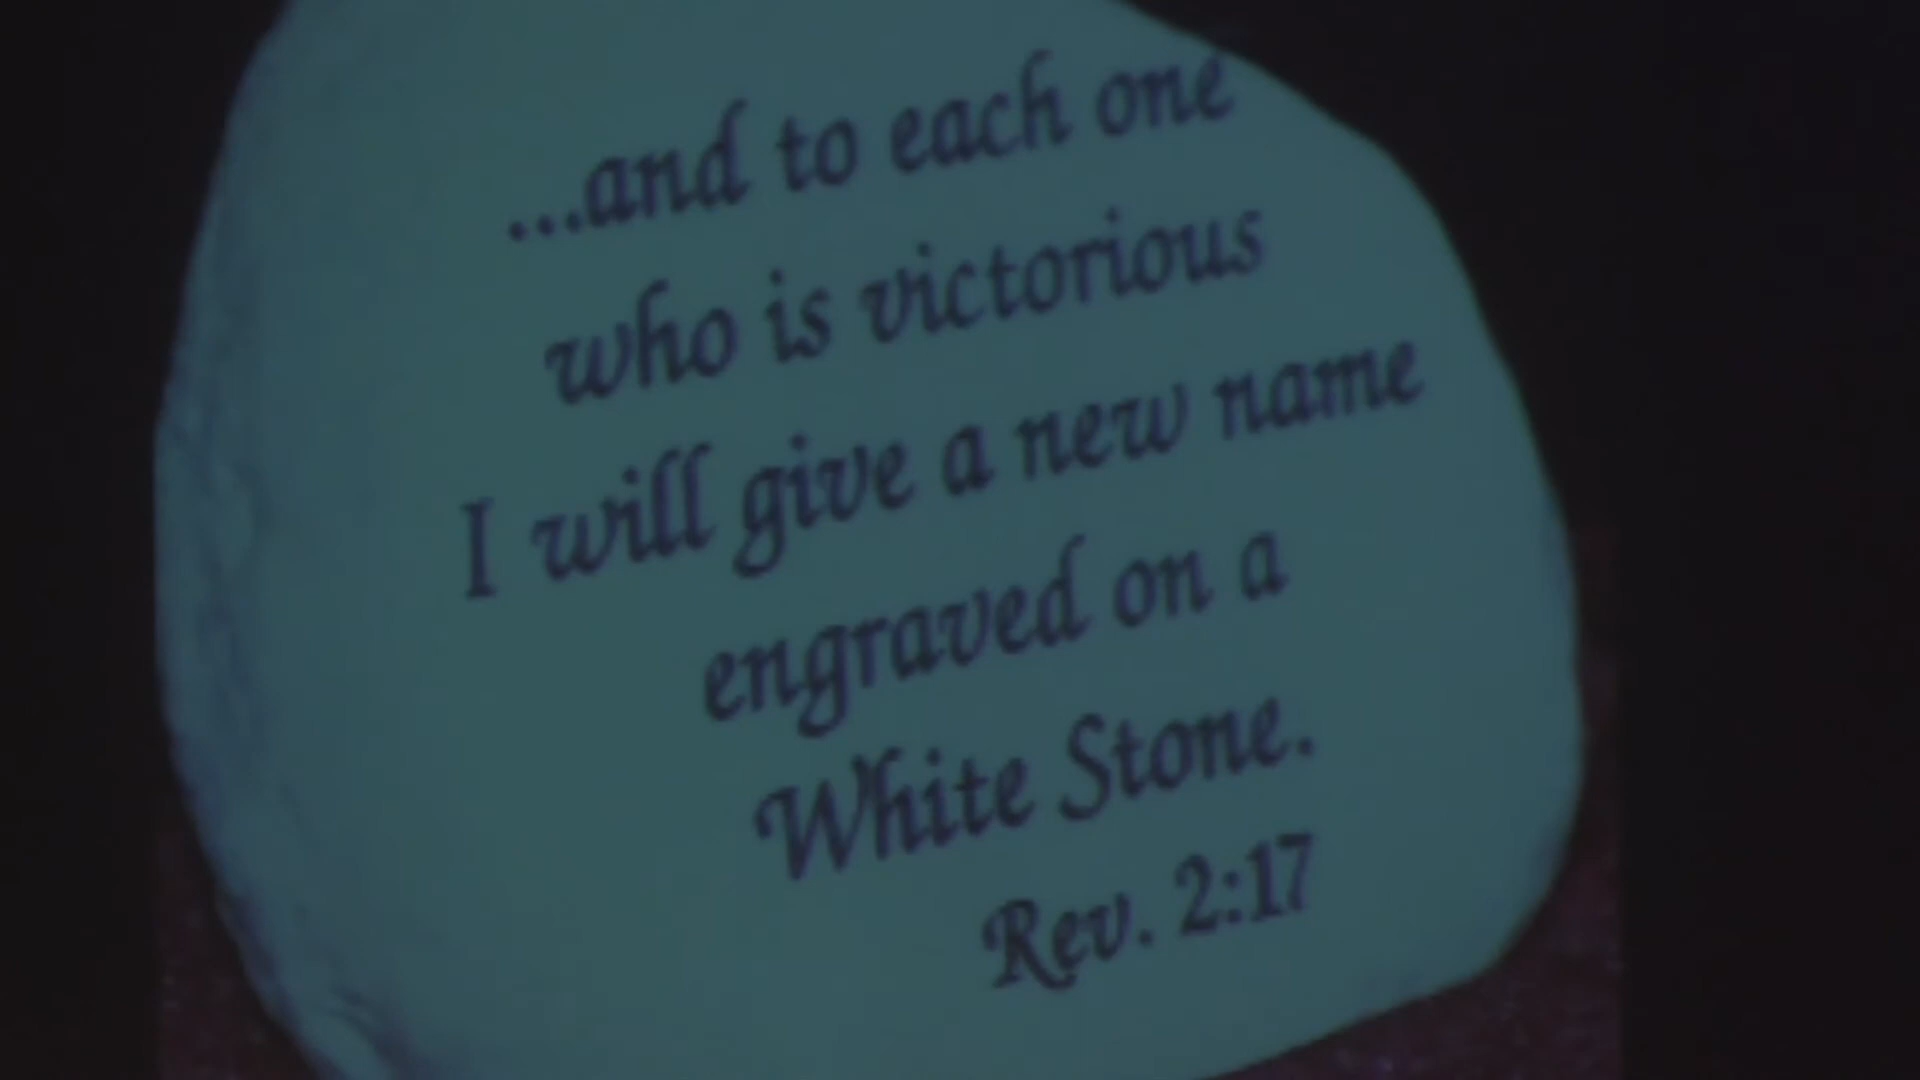 ...and to each one
who is victorious
I will give a new name
engraved on a
White Stone.
Rev. 2:17